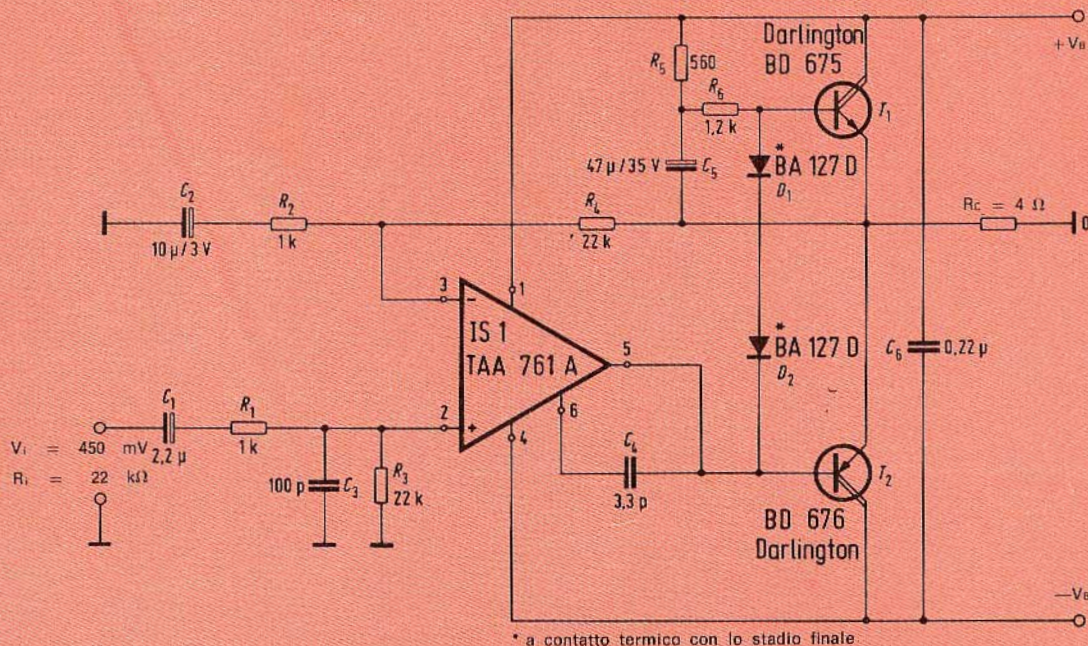 Darlington
BD 675
+ VB
R5 560
R6
1,2 k
T1
47 µ/35 V C5
* BA 127 D
D1
C2
10 µ/3 V
R2
1 k
R4
22 k
Rc = 4 Ω
0
3
−
1
IS 1
TAA 761 A
5
* BA 127 D
D2
C6 0,22 µ
C1
2,2 µ
R1
1 k
2
+
6
4
Vi = 450 mV
Ri = 22 kΩ
100 p C3
R3
22 k
C4
3,3 p
T2
BD 676
Darlington
—VB
* a contatto termico con lo stadio finale